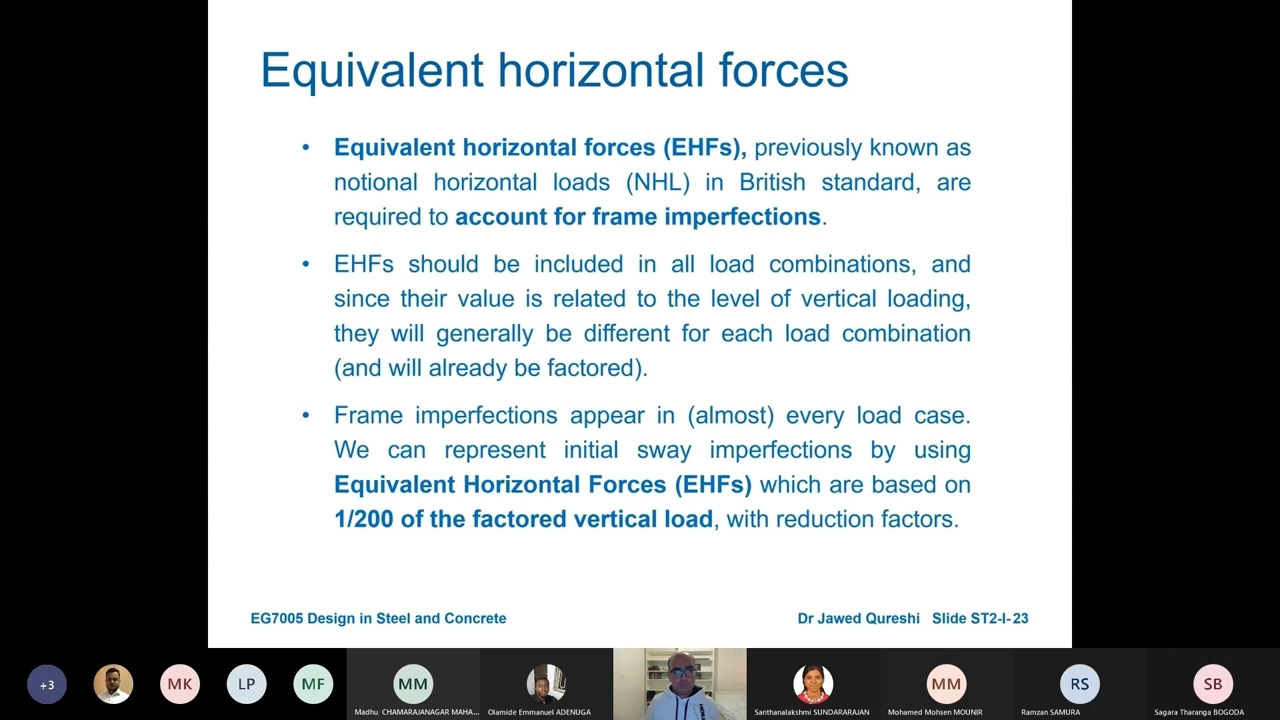 Equivalent horizontal forces
• Equivalent horizontal forces (EHFs), previously known as
notional horizontal loads (NHL) in British standard, are
required to account for frame imperfections.
• EHFs should be included in all load combinations, and
since their value is related to the level of vertical loading,
they will generally be different for each load combination
(and will already be factored).
• Frame imperfections appear in (almost) every load case.
We can represent initial sway imperfections by using
Equivalent Horizontal Forces (EHFs) which are based on
1/200 of the factored vertical load, with reduction factors.
EG7005 Design in Steel and Concrete
Dr Jawed Qureshi Slide ST2-I-23
+3
MK
LP
MF
MM
Madhu CHAMARAJANAGAR MAHA...
Olamide Emmanuel ADENUGA
Santhanalakshmi SUNDARARAJAN
MM
Mohamed Mohsen MOUNIR
RS
Ramzan SAMURA
SB
Sagara Tharanga BOGODA